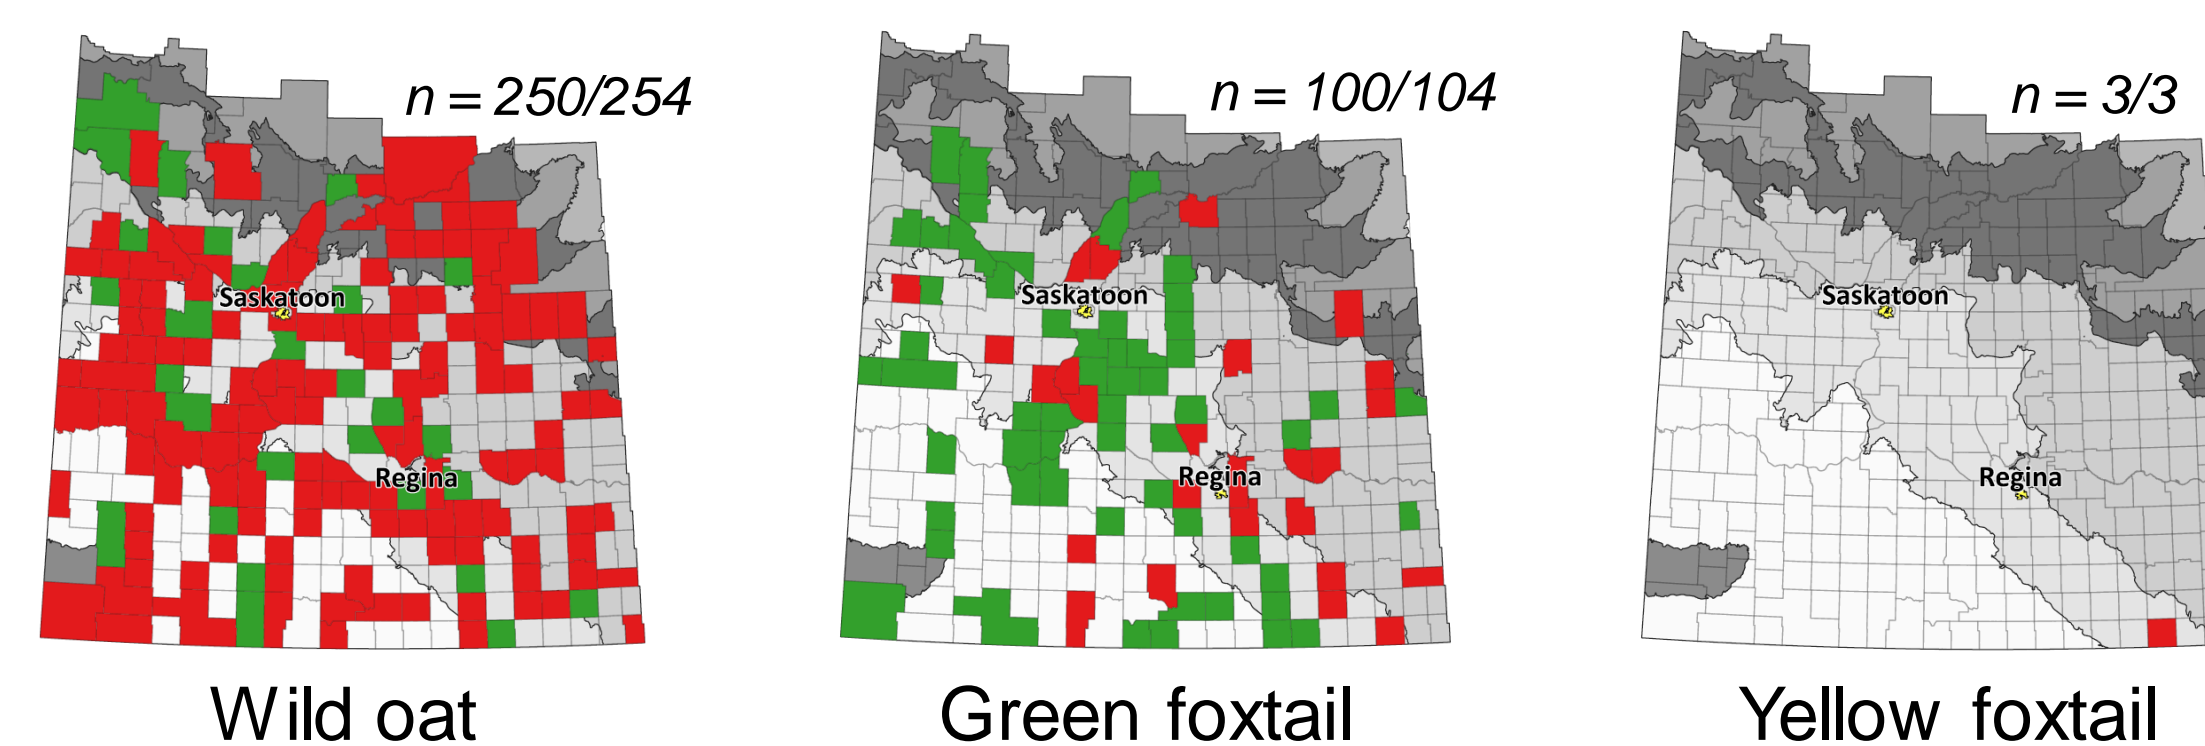 n = 250/254
n = 100/104
n = 3/3
Saskatoon
Saskatoon
Saskatoon
Regina
Regina
Regina
Wild oat
Green foxtail
Yellow foxtail